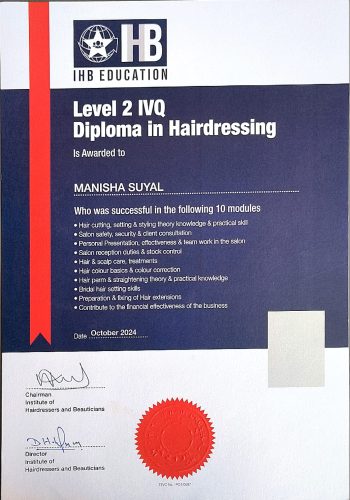 IHB
IHB EDUCATION
Level 2 IVQ
Diploma in Hairdressing
Is Awarded to
MANISHA SUYAL
Who was successful in the following 10 modules
• Hair cutting, setting & styling theory knowledge & practical skill
• Salon safety, security & client consultation
• Personal Presentation, effectiveness & team work in the salon
• Salon reception duties & stock control
• Hair & scalp care, treatments
• Hair colour basics & colour correction
• Hair perm & straightening theory & practical knowledge
• Bridal hair setting skills
• Preparation & fixing of Hair extensions
• Contribute to the financial effectiveness of the business
Date October 2024
Chairman
Institute of
Hairdressers and Beauticians
Director
Institute of
Hairdressers and Beauticians